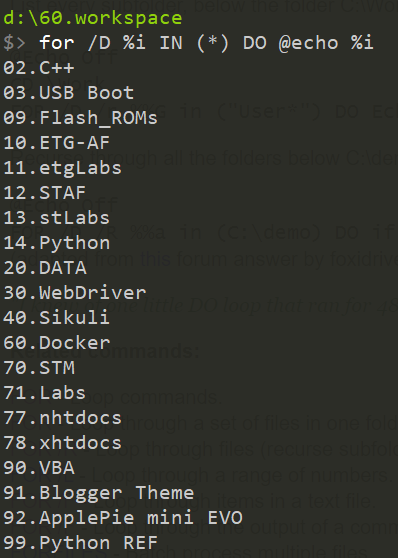 d:\60.workspace
$> for /D %i IN (*) DO @echo %i
02.C++
03.USB Boot
09.Flash_ROMs
10.ETG-AF
11.etgLabs
12.STAF
13.stLabs
14.Python
20.DATA
30.WebDriver
40.Sikuli
60.Docker
70.STM
71.Labs
77.nhtdocs
78.xhtdocs
90.VBA
91.Blogger Theme
92.ApplePie mini EVO
99.Python REF